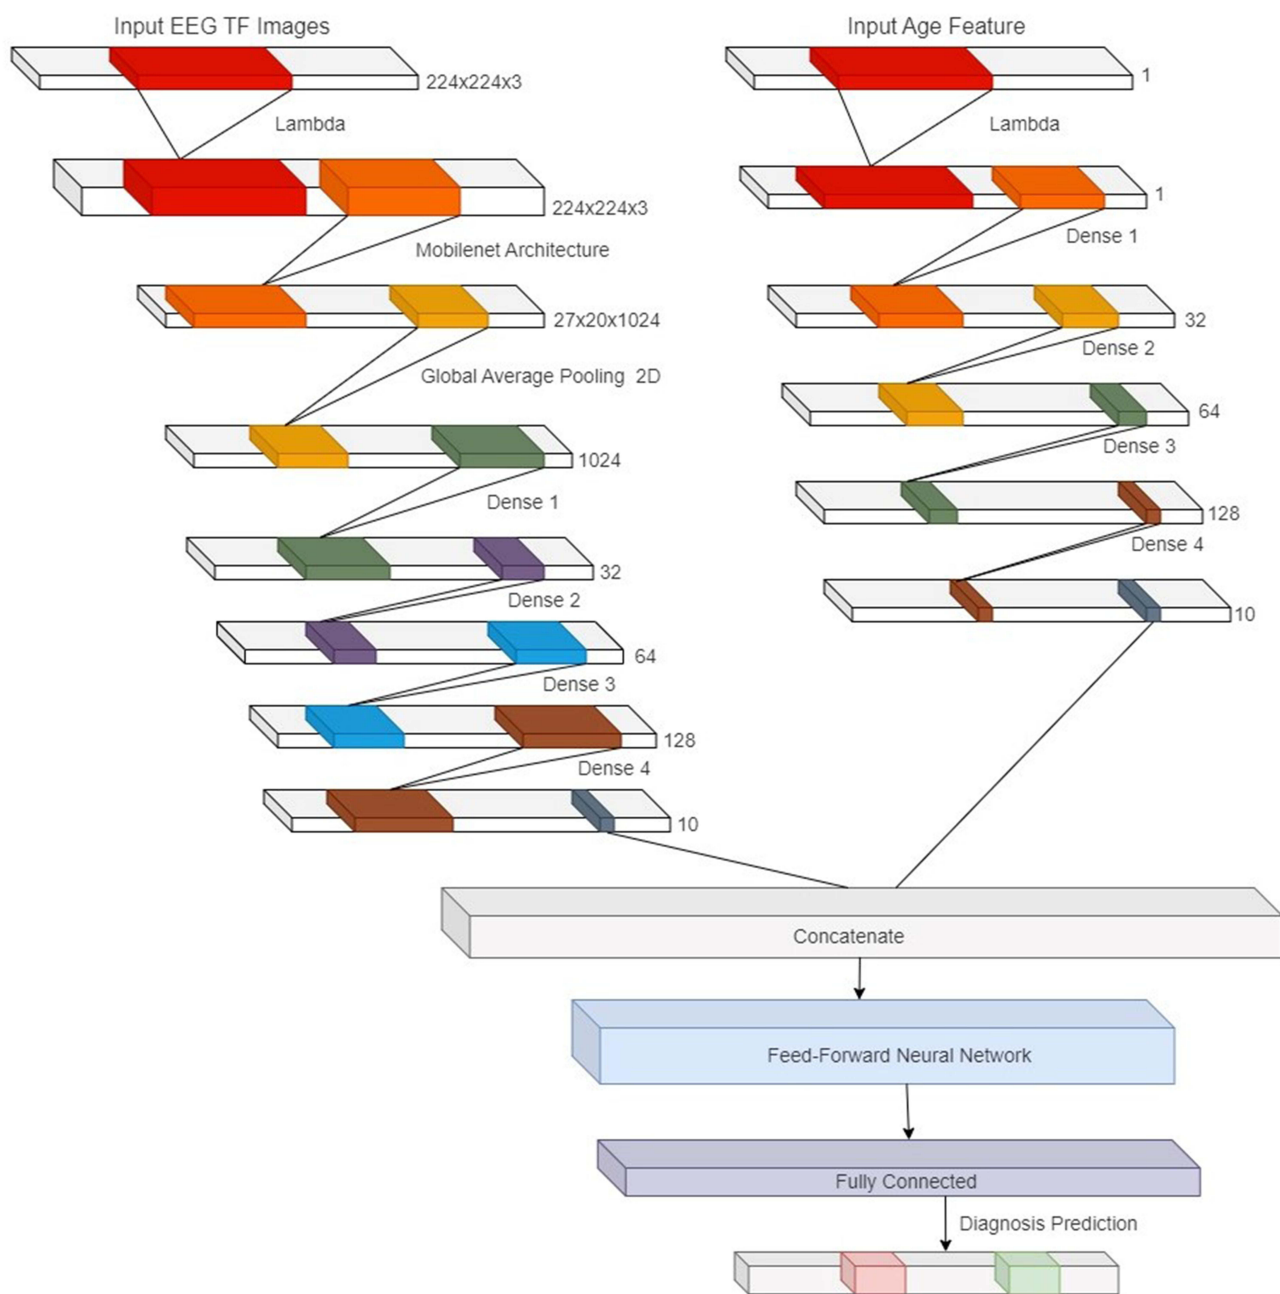 Input EEG TF Images
224x224x3
Lambda
224x224x3
Mobilenet Architecture
27x20x1024
Global Average Pooling 2D
1024
Dense 1
32
Dense 2
64
Dense 3
128
Dense 4
10
Input Age Feature
1
Lambda
1
Dense 1
32
Dense 2
64
Dense 3
128
Dense 4
10
Concatenate
Feed-Forward Neural Network
Fully Connected
Diagnosis Prediction